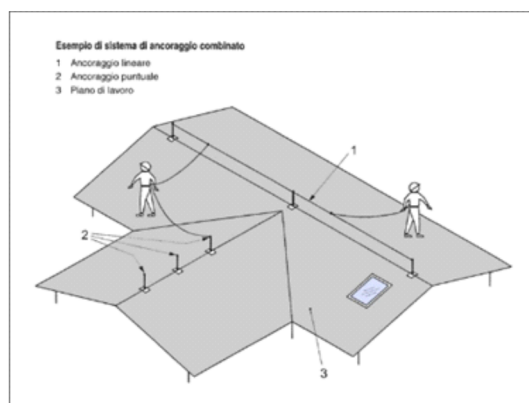 Esempio di sistema di ancoraggio combinato
1 Ancoraggio lineare
2 Ancoraggio puntuale
3 Piano di lavoro
1
2
3